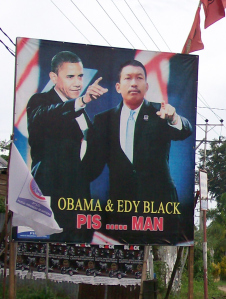 OBAMA & EDY BLACK
PIS ..... MAN